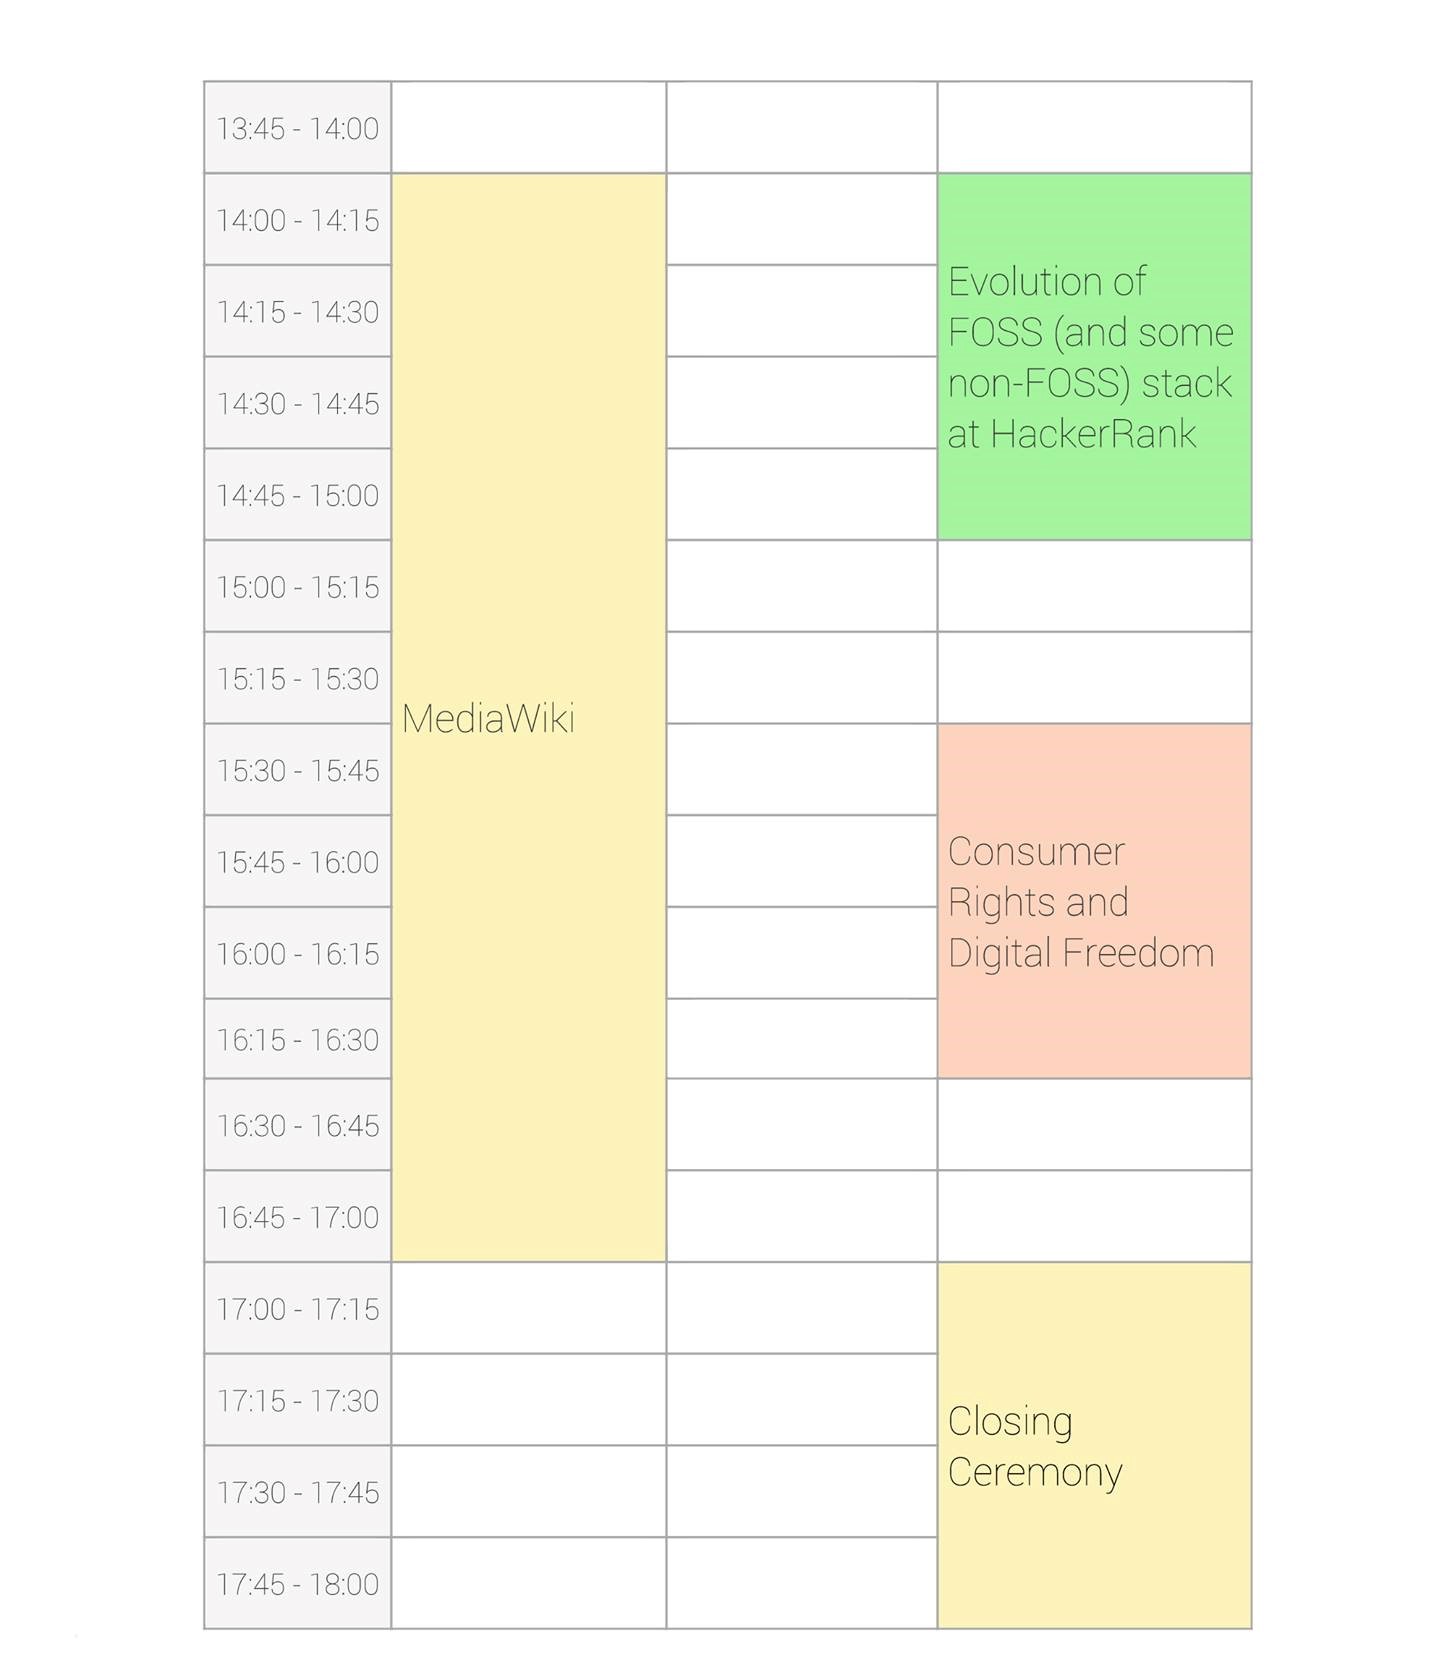 13:45 - 14:00
14:00 - 14:15
14:15 - 14:30
14:30 - 14:45
14:45 - 15:00
15:00 - 15:15
15:15 - 15:30
15:30 - 15:45
15:45 - 16:00
16:00 - 16:15
16:15 - 16:30
16:30 - 16:45
16:45 - 17:00
17:00 - 17:15
17:15 - 17:30
17:30 - 17:45
17:45 - 18:00
MediaWiki
Evolution of
FOSS (and some
non-FOSS) stack
at HackerRank
Consumer
Rights and
Digital Freedom
Closing
Ceremony